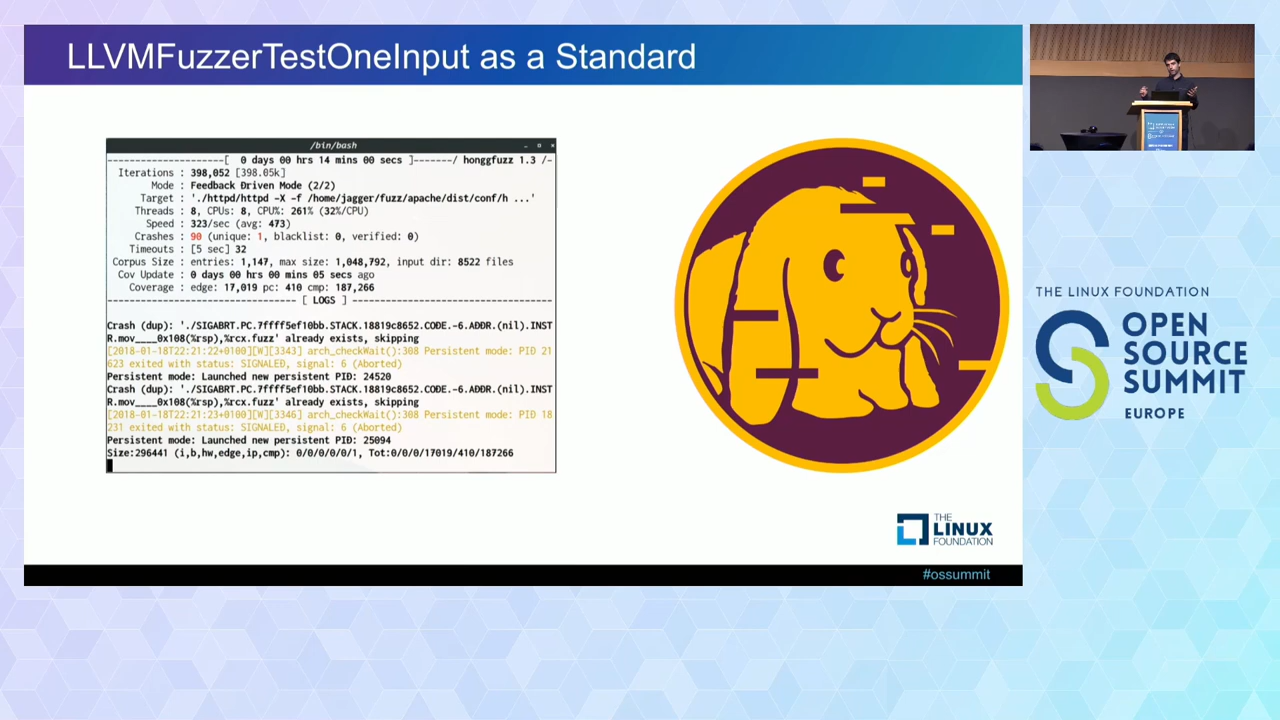 LLVMFuzzerTestOneInput as a Standard
/bin/bash
-----------------------[ 0 days 00 hrs 14 mins 00 secs ]-------/ honggfuzz 1.3 /-
Iterations : 398,052 [398.05k]
Mode : Feedback Driven Mode (2/2)
Target : './httpd/httpd -X -f /home/jagger/fuzz/apache/dist/conf/h ...'
Threads : 8, CPUs: 8, CPU%: 261% (32%/CPU)
Speed : 323/sec (avg: 473)
Crashes : 90 (unique: 1, blacklist: 0, verified: 0)
Timeouts : [5 sec] 32
Corpus Size : entries: 1,147, max size: 1,048,792, input dir: 8522 files
Cov Update : 0 days 00 hrs 00 mins 05 secs ago
Coverage : edge: 17,019 pc: 410 cmp: 187,266
---------------------------------- [ LOGS ] ----------------------------------
Crash (dup): './SIGABRT.PC.7ffff5ef10bb.STACK.18819c8652.CODE.-6.ADDR.(nil).INST
R.mov____0x108(%rsp),%rcx.fuzz' already exists, skipping
[2018-01-18T22:21:22+0100][W][3343] arch_checkWait():308 Persistent mode: PID 21
623 exited with status: SIGNALED, signal: 6 (Aborted)
Persistent mode: Launched new persistent PID: 24520
Crash (dup): './SIGABRT.PC.7ffff5ef10bb.STACK.18819c8652.CODE.-6.ADDR.(nil).INST
R.mov____0x108(%rsp),%rcx.fuzz' already exists, skipping
[2018-01-18T22:21:23+0100][W][3346] arch_checkWait():308 Persistent mode: PID 18
231 exited with status: SIGNALED, signal: 6 (Aborted)
Persistent mode: Launched new persistent PID: 25094
Size:296441 (i,b,hw,edge,ip,cmp): 0/0/0/0/0/1, Tot:0/0/0/17019/410/187266
THE
LINUX
FOUNDATION
#ossummit
THE LINUX FOUNDATION
OPEN
SOURCE
SUMMIT
EUROPE